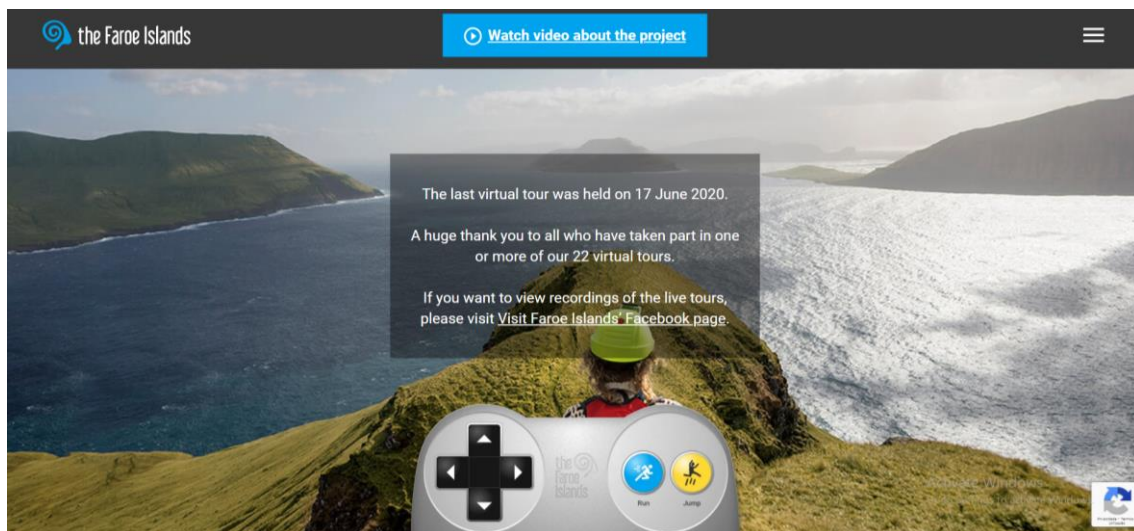 the Faroe Islands
Watch video about the project
The last virtual tour was held on 17 June 2020.
A huge thank you to all who have taken part in one
or more of our 22 virtual tours.
If you want to view recordings of the live tours,
please visit Visit Faroe Islands' Facebook page.
the
Faroe
Islands
Run
Jump
Activate Windows